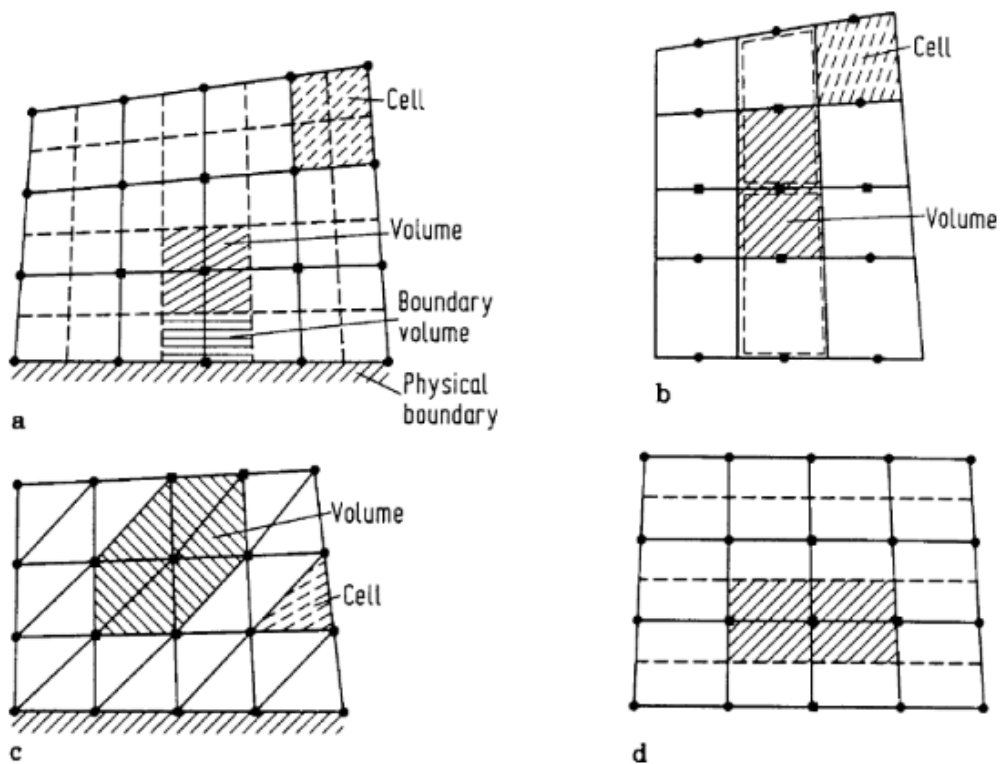 Cell
Volume
Boundary
volume
Physical
boundary
a
Cell
Volume
b
Volume
Cell
c
d